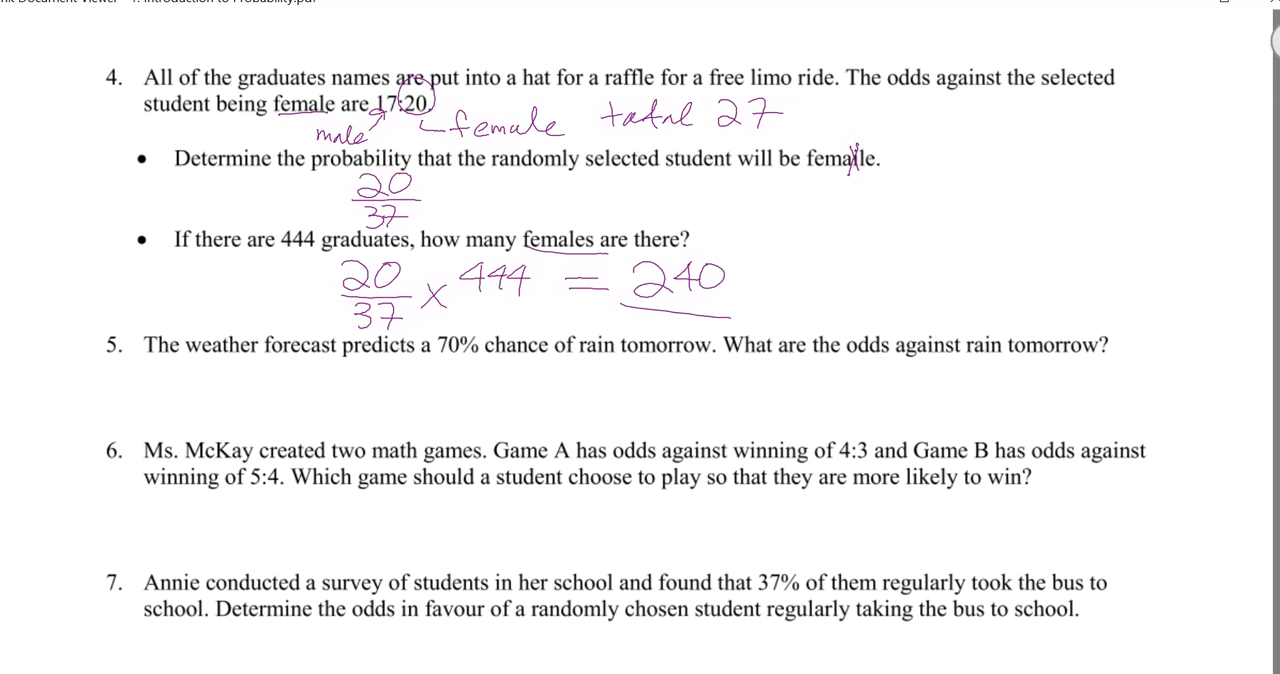 4. All of the graduates names are put into a hat for a raffle for a free limo ride. The odds against the selected
student being female are 17:20
male female total 27
• Determine the probability that the randomly selected student will be female.
20
37
• If there are 444 graduates, how many females are there?
20
37 × 444 = 240
5. The weather forecast predicts a 70% chance of rain tomorrow. What are the odds against rain tomorrow?
6. Ms. McKay created two math games. Game A has odds against winning of 4:3 and Game B has odds against
winning of 5:4. Which game should a student choose to play so that they are more likely to win?
7. Annie conducted a survey of students in her school and found that 37% of them regularly took the bus to
school. Determine the odds in favour of a randomly chosen student regularly taking the bus to school.